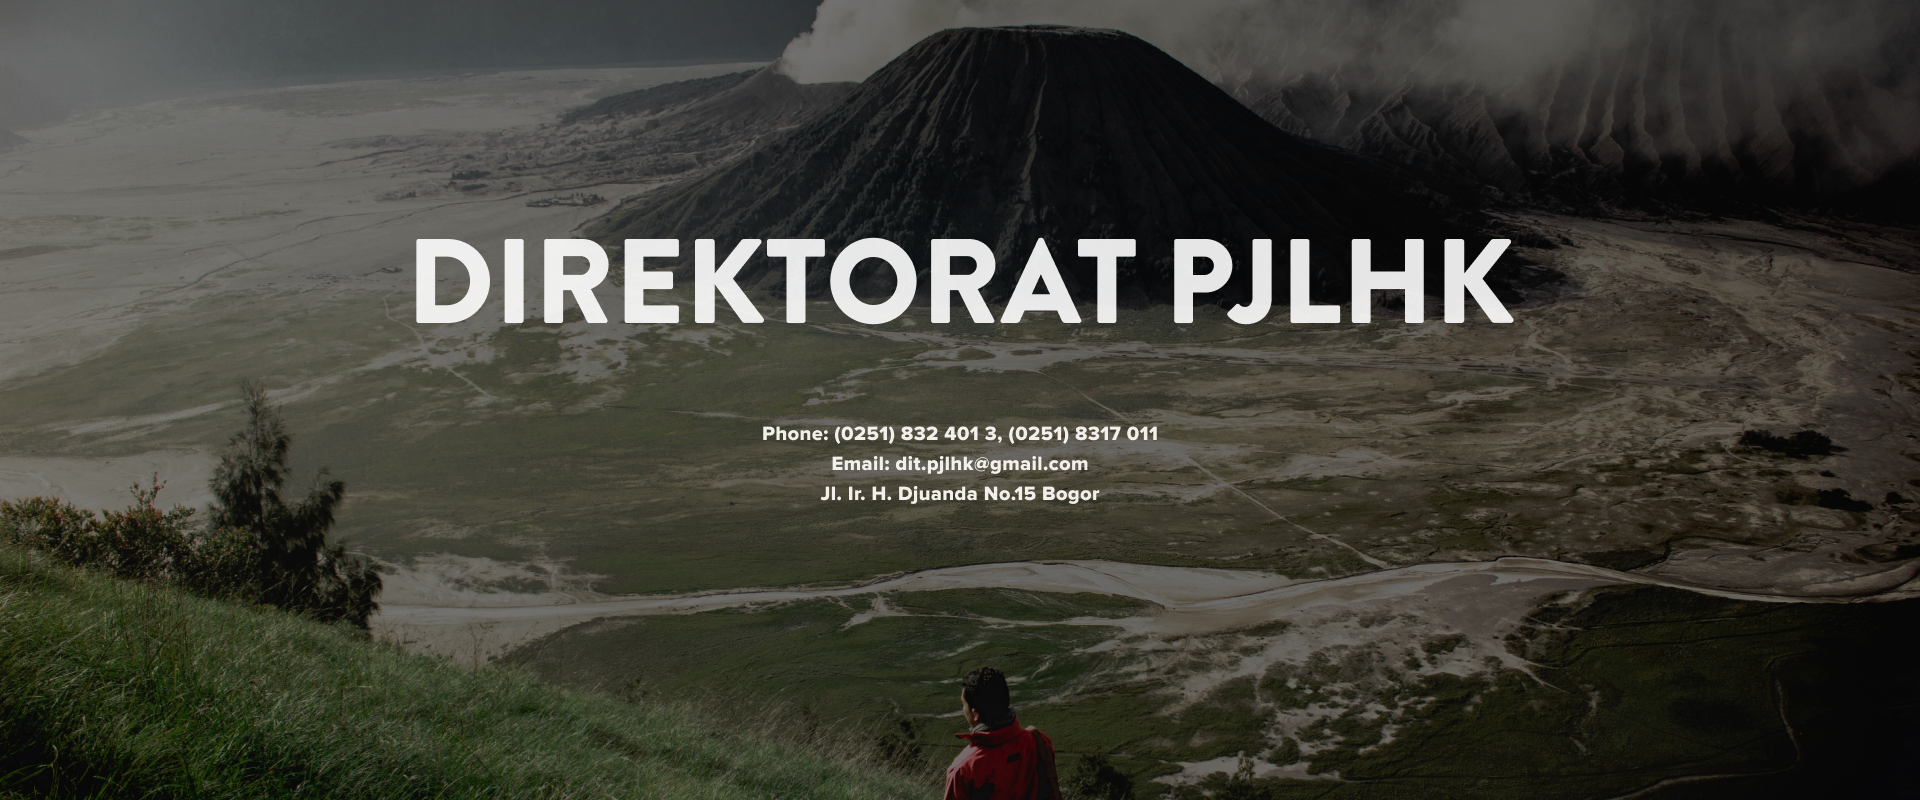 DIREKTORAT PJLHK
Phone: (0251) 832 401 3, (0251) 8317 011
Email: dit.pjlhk@gmail.com
Jl. Ir. H. Djuanda No.15 Bogor